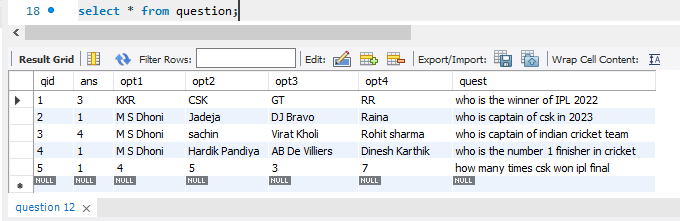 18 select * from question;
Result Grid Filter Rows: Edit: Export/Import: Wrap Cell Content:
qid ans opt1 opt2 opt3 opt4 quest
1 3 KKR CSK GT RR who is the winner of IPL 2022
2 1 M S Dhoni Jadeja DJ Bravo Raina who is captain of csk in 2023
3 4 M S Dhoni sachin Virat Kholi Rohit sharma who is captain of indian cricket team
4 1 M S Dhoni Hardik Pandiya AB De Villiers Dinesh Karthik who is the number 1 finisher in cricket
5 1 4 5 3 7 how many times csk won ipl final
NULL NULL NULL NULL NULL NULL NULL
question 12